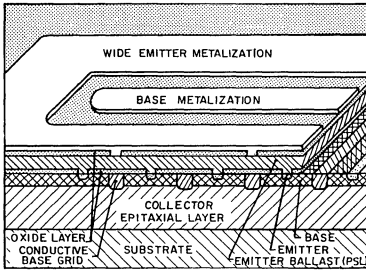 WIDE EMITTER METALIZATION
BASE METALIZATION
COLLECTOR
EPITAXIAL LAYER
OXIDE LAYER
CONDUCTIVE
BASE GRID
SUBSTRATE
BASE
EMITTER
EMITTER BALLAST (PSL)